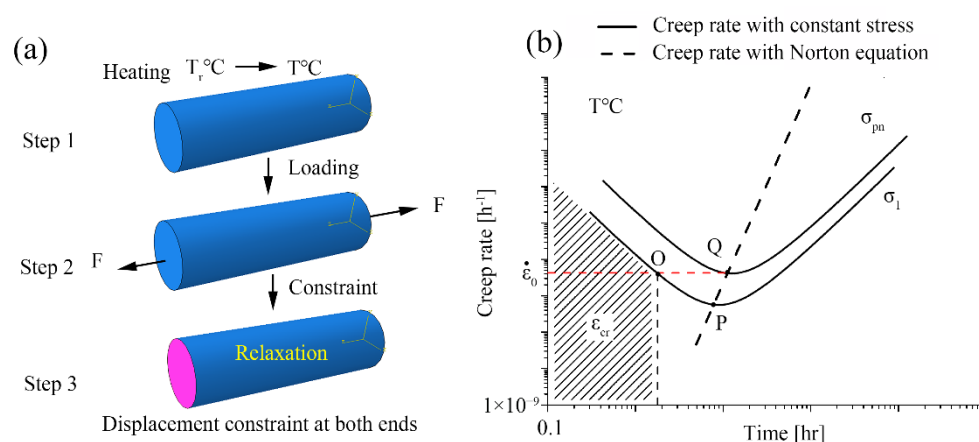 (a)
Heating T_r°C → T°C
Step 1
Loading
F
Step 2
F
Constraint
Relaxation
Step 3
Displacement constraint at both ends
(b)
Creep rate with constant stress
Creep rate with Norton equation
T°C
σ_pn
σ_1
Q
O
P
ε̇_0
ε_cr
Creep rate [h⁻¹]
1×10⁻⁹
0.1
Time [hr]